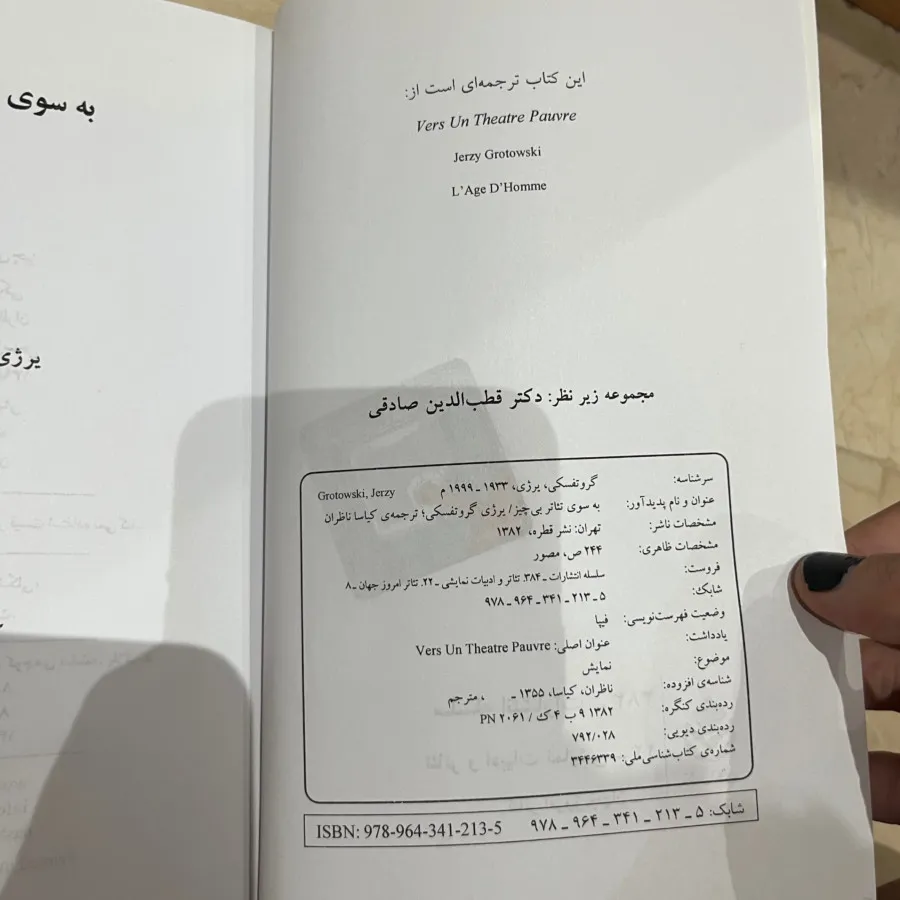 این کتاب ترجمه‌ای است از:
Vers Un Theatre Pauvre
Jerzy Grotowski
L'Age D'Homme
مجموعه زیر نظر: دکتر قطب‌الدین صادقی
سرشناسه: گروتفسکی، یرژی، ۱۹۳۳ ـ ۱۹۹۹ م Grotowski, Jerzy
عنوان و نام پدیدآور: به سوی تئاتر بی‌چیز/ یرژی گروتفسکی؛ ترجمه‌ی کیاسا ناظران
مشخصات ناشر: تهران: نشر قطره، ۱۳۸۲
مشخصات ظاهری: ۲۴۴ ص، مصور
فروست: سلسله انتشارات ـ ۳۸۴. تئاتر و ادبیات نمایشی ـ ۲۲. تئاتر امروز جهان ـ ۸
شابک: ۵ ـ ۲۱۳ ـ ۳۴۱ ـ ۹۶۴ ـ ۹۷۸
وضعیت فهرست‌نویسی: فیپا
یادداشت: عنوان اصلی: Vers Un Theatre Pauvre
موضوع: نمایش
شناسه‌ی افزوده: ناظران، کیاسا، ۱۳۵۵ ـ ، مترجم
رده‌بندی کنگره: ۱۳۸۲ ۹ ب ۴ ک / PN ۲۰۶۱
رده‌بندی دیویی: ۷۹۲/۰۲۸
شماره‌ی کتاب‌شناسی ملی: ۳۴۴۶۳۳۹
شابک: ۵ ـ ۲۱۳ ـ ۳۴۱ ـ ۹۶۴ ـ ۹۷۸ ISBN: 978-964-341-213-5
به سوی
یرژی